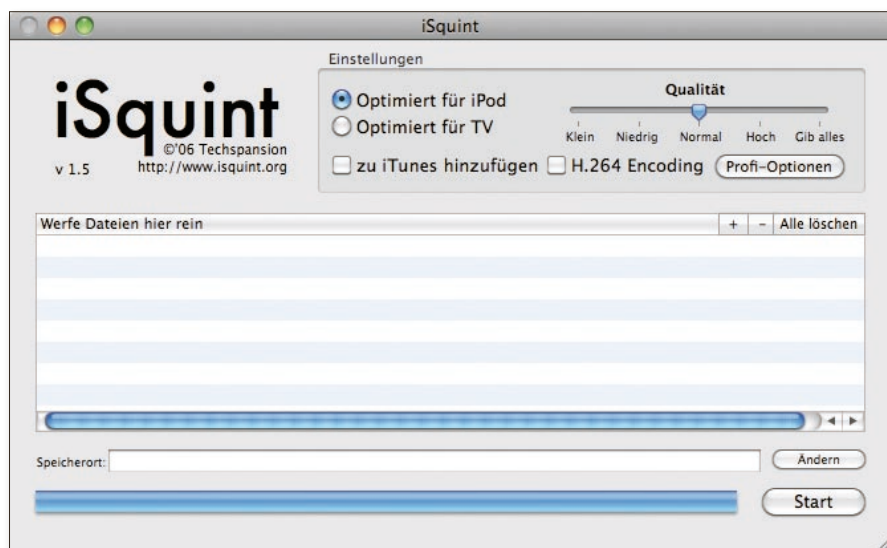 iSquint
Einstellungen
iSquint
©'06 Techspansion
v 1.5 http://www.isquint.org
Optimiert für iPod
Optimiert für TV
Qualität
Klein Niedrig Normal Hoch Gib alles
zu iTunes hinzufügen H.264 Encoding Profi-Optionen
Werfe Dateien hier rein + - Alle löschen
Speicherort: Ändern
Start